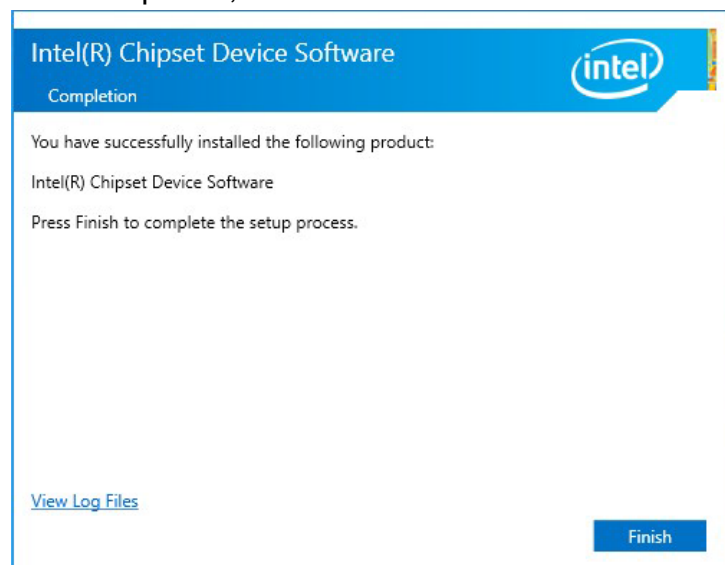 Intel(R) Chipset Device Software
intel
Completion
You have successfully installed the following product:
Intel(R) Chipset Device Software
Press Finish to complete the setup process.
View Log Files
Finish